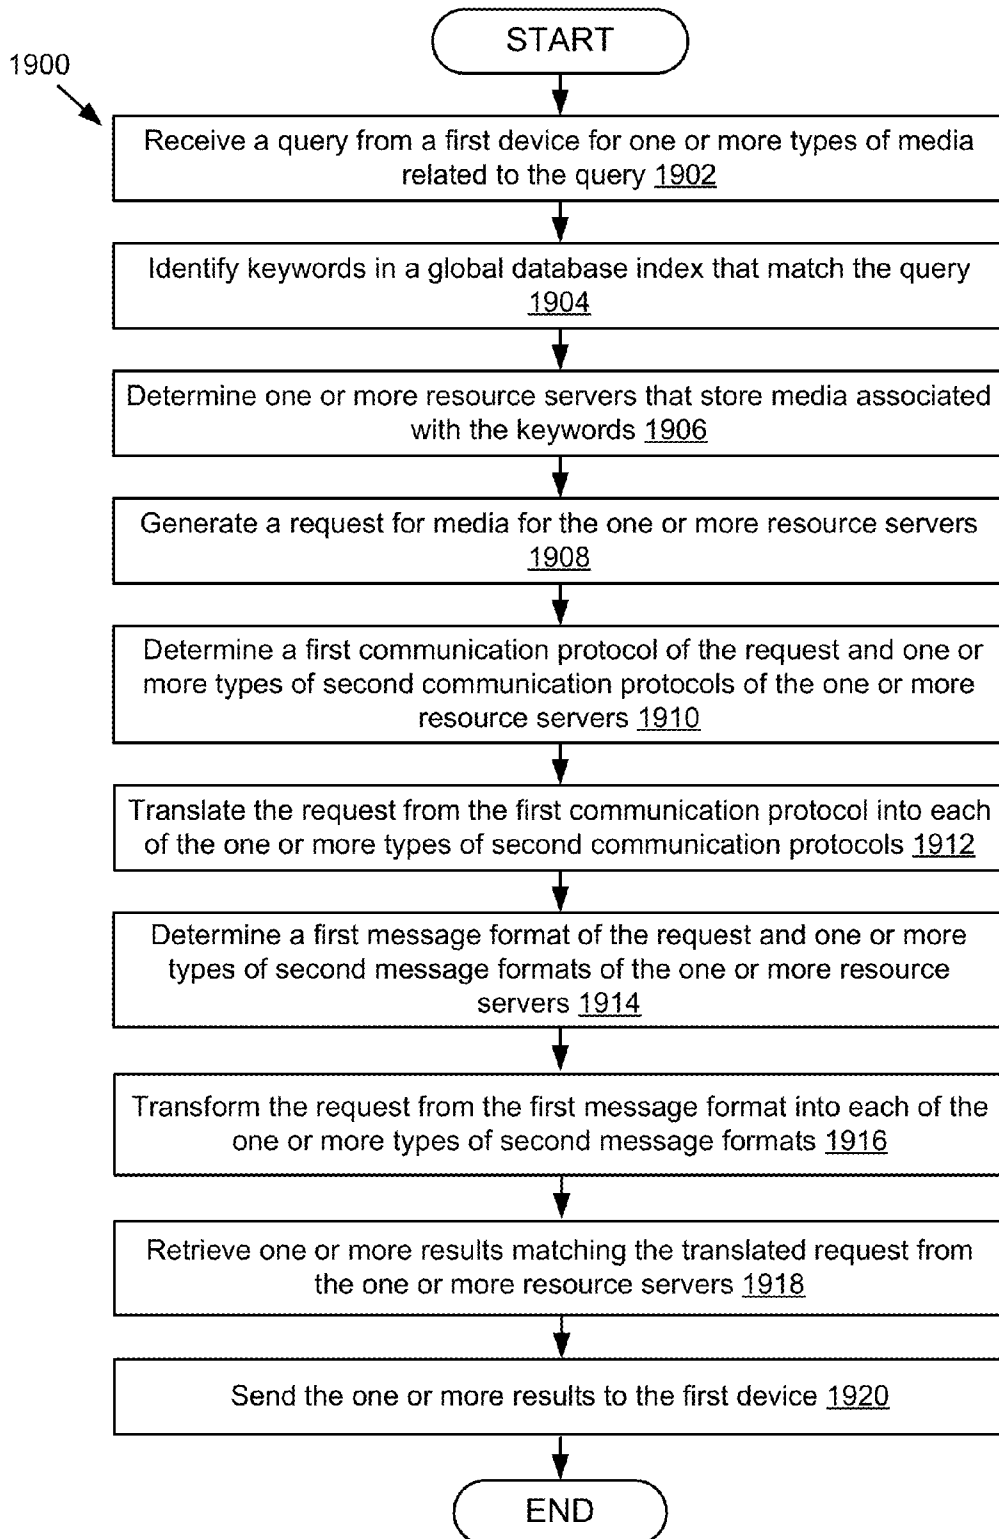 START
1900
Receive a query from a first device for one or more types of media
related to the query 1902
Identify keywords in a global database index that match the query
1904
Determine one or more resource servers that store media associated
with the keywords 1906
Generate a request for media for the one or more resource servers
1908
Determine a first communication protocol of the request and one or
more types of second communication protocols of the one or more
resource servers 1910
Translate the request from the first communication protocol into each
of the one or more types of second communication protocols 1912
Determine a first message format of the request and one or more
types of second message formats of the one or more resource
servers 1914
Transform the request from the first message format into each of the
one or more types of second message formats 1916
Retrieve one or more results matching the translated request from
the one or more resource servers 1918
Send the one or more results to the first device 1920
END